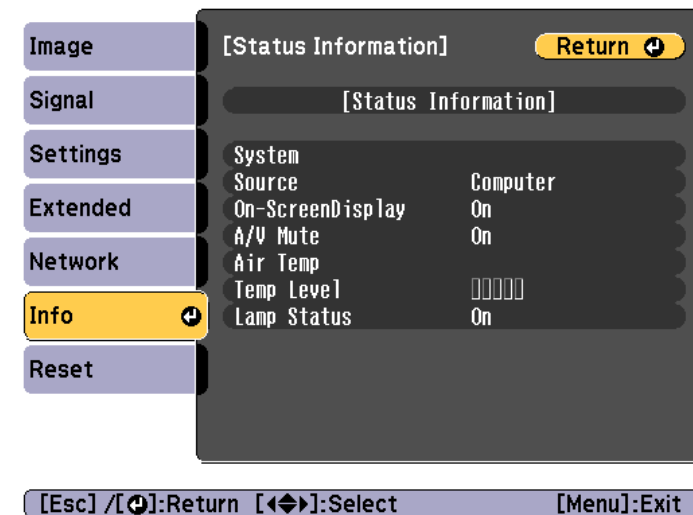 Image
Signal
Settings
Extended
Network
Info
Reset
[Status Information]
Return
[Status Information]
System
Source Computer
On-ScreenDisplay On
A/V Mute On
Air Temp
Temp Level
Lamp Status On
[Esc] /[ ]:Return [ ]:Select [Menu]:Exit